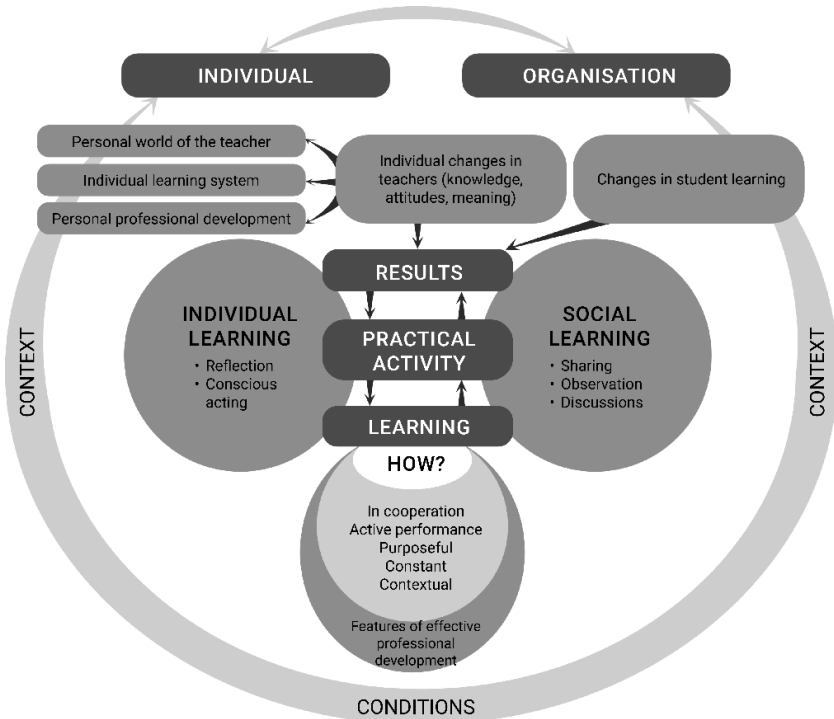 INDIVIDUAL
ORGANISATION
Personal world of the teacher
Individual learning system
Personal professional development
Individual changes in
teachers (knowledge,
attitudes, meaning)
Changes in student learning
RESULTS
INDIVIDUAL
LEARNING
• Reflection
• Conscious
acting
PRACTICAL
ACTIVITY
SOCIAL
LEARNING
• Sharing
• Observation
• Discussions
CONTEXT
CONTEXT
LEARNING
HOW?
In cooperation
Active performance
Purposeful
Constant
Contextual
Features of effective
professional
development
CONDITIONS